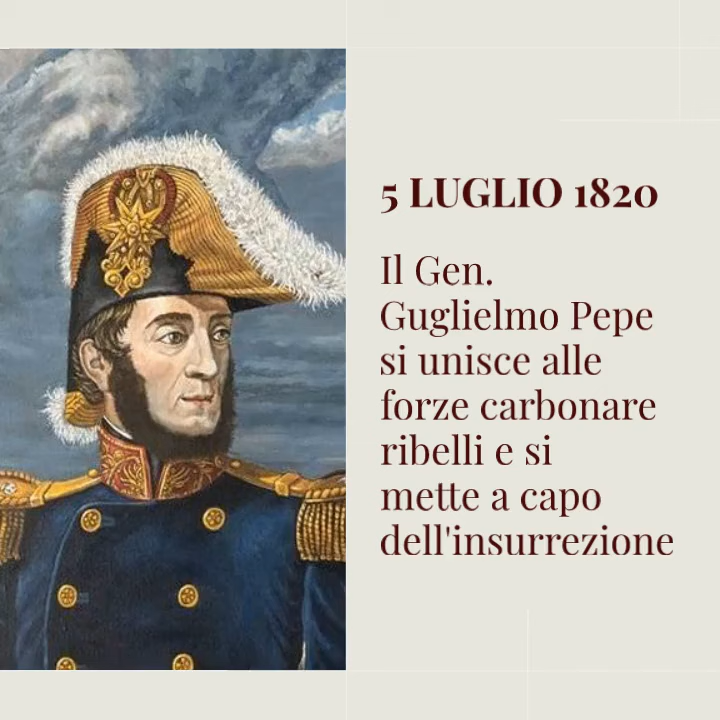 5 LUGLIO 1820
Il Gen.
Guglielmo Pepe
si unisce alle
forze carbonare
ribelli e si
mette a capo
dell'insurrezione